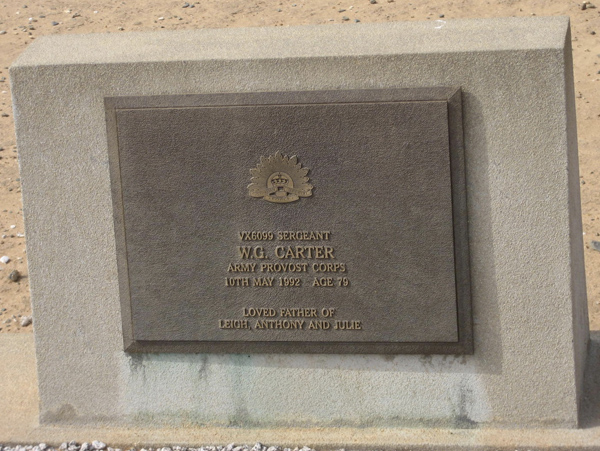 VX6099 SERGEANT
W.G. CARTER
ARMY PROVOST CORPS
10TH MAY 1992 AGE 79
LOVED FATHER OF
LEIGH, ANTHONY AND JULIE